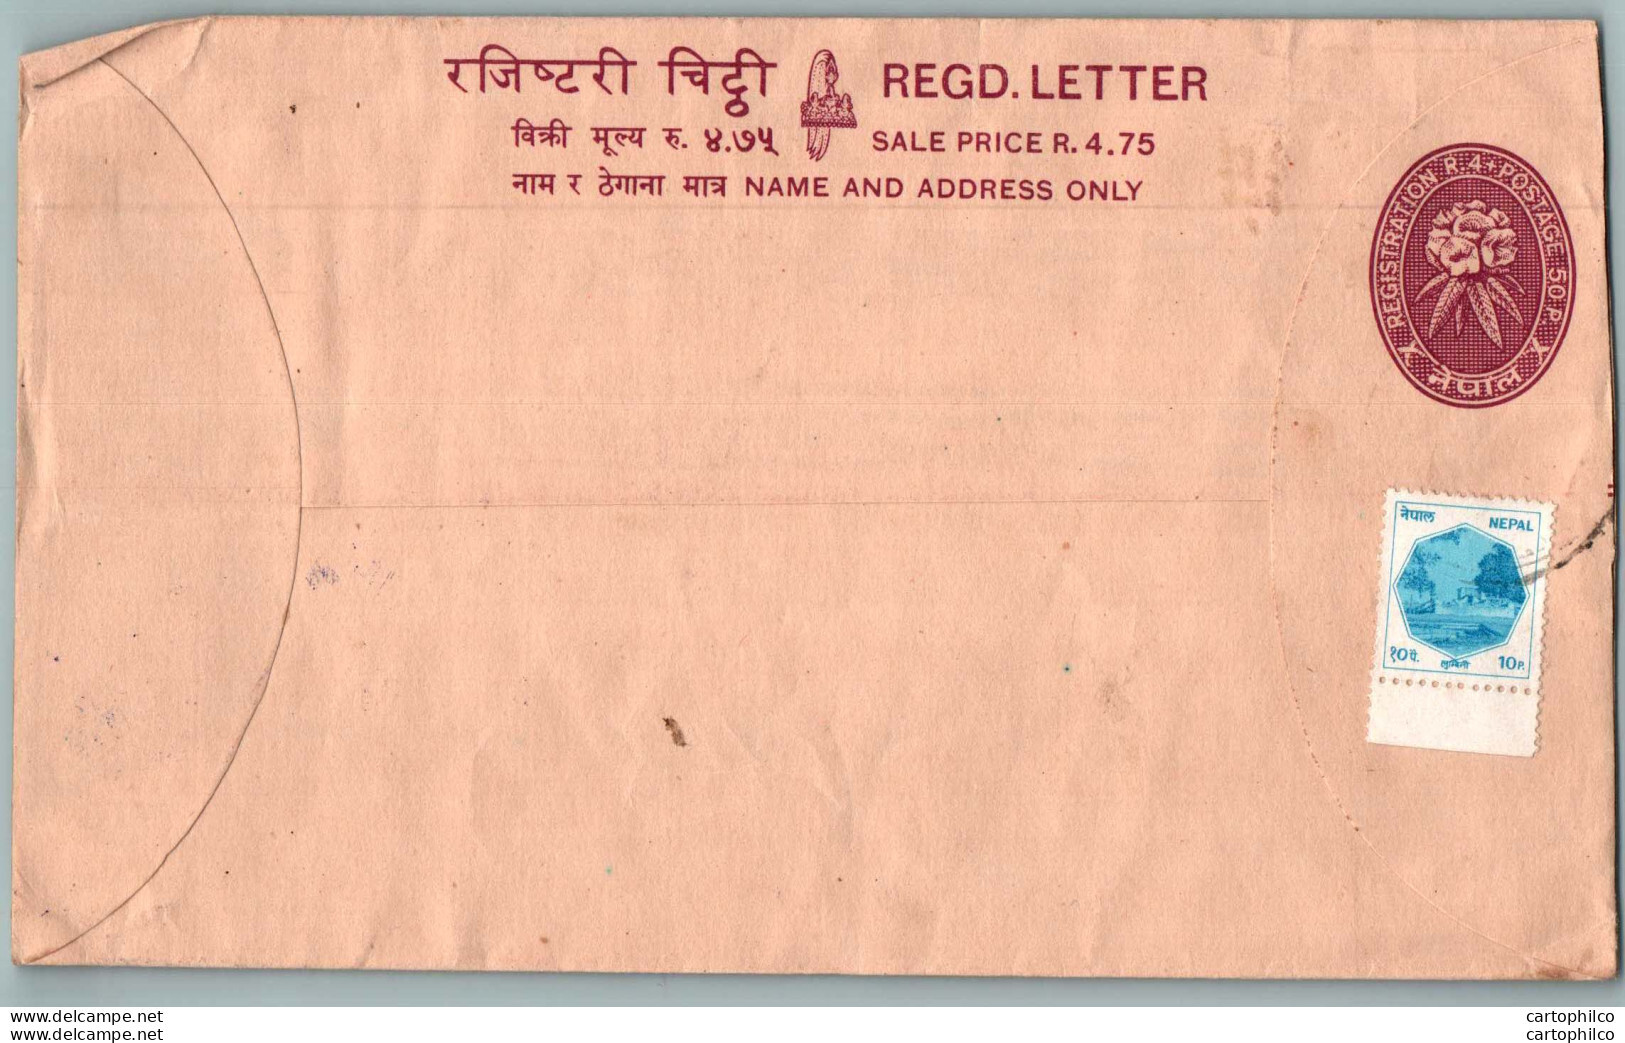 रजिष्टरी चिट्ठी REGD. LETTER
विक्री मूल्य रु. ४.७५ SALE PRICE R. 4.75
नाम र ठेगाना मात्र NAME AND ADDRESS ONLY
REGISTRATION R.4+POSTAGE 50 P.
नेपाल
नेपाल NEPAL
१० पै. लुम्बिनी 10 P.
www.delcampe.net cartophilco
www.delcampe.net cartophilco